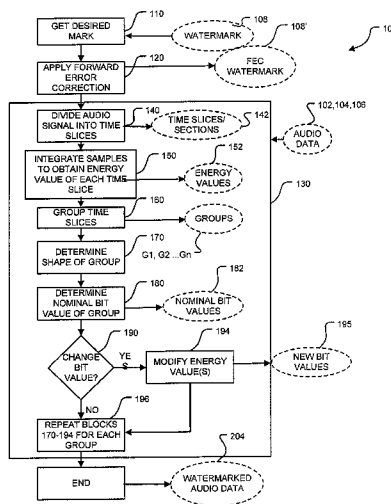 110
GET DESIRED
MARK
108
WATERMARK
108'
10
120
APPLY FORWARD
ERROR
CORRECTION
FEC
WATERMARK
140
DIVIDE AUDIO
SIGNAL INTO TIME
SLICES
TIME SLICES/
SECTIONS
142
102,104,106
AUDIO
DATA
150
INTEGRATE SAMPLES
TO OBTAIN ENERGY
VALUE OF EACH TIME
SLICE
152
ENERGY
VALUES
130
160
GROUP TIME
SLICES
GROUPS
170
DETERMINE
SHAPE OF GROUP
G1, G2 ...Gn
180
DETERMINE
NOMINAL BIT
VALUE OF GROUP
182
NOMINAL BIT
VALUES
190
CHANGE
BIT
VALUE?
YE
S
194
MODIFY ENERGY
VALUE(S)
195
NEW BIT
VALUES
NO
196
REPEAT BLOCKS
170-194 FOR EACH
GROUP
204
END
WATERMARKED
AUDIO DATA